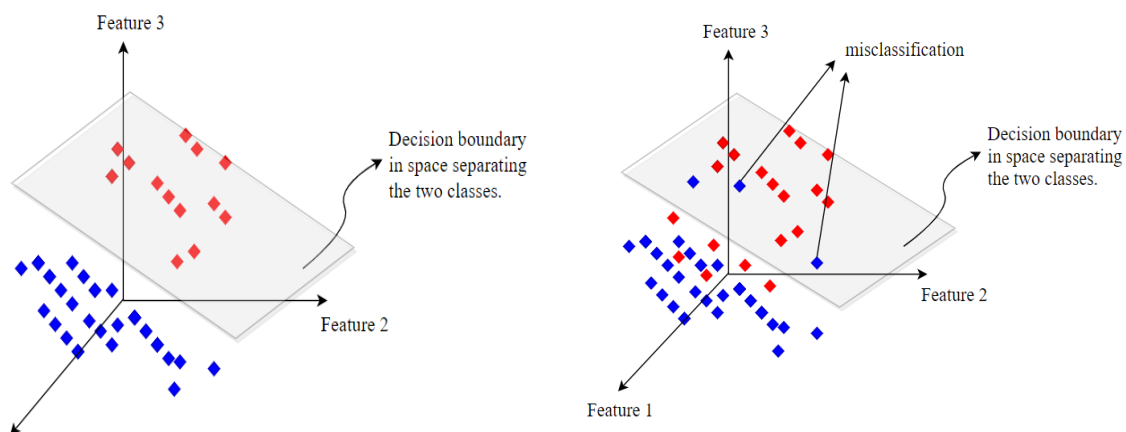 Feature 3
Decision boundary
in space separating
the two classes.
Feature 2
Feature 3
misclassification
Decision boundary
in space separating
the two classes.
Feature 2
Feature 1